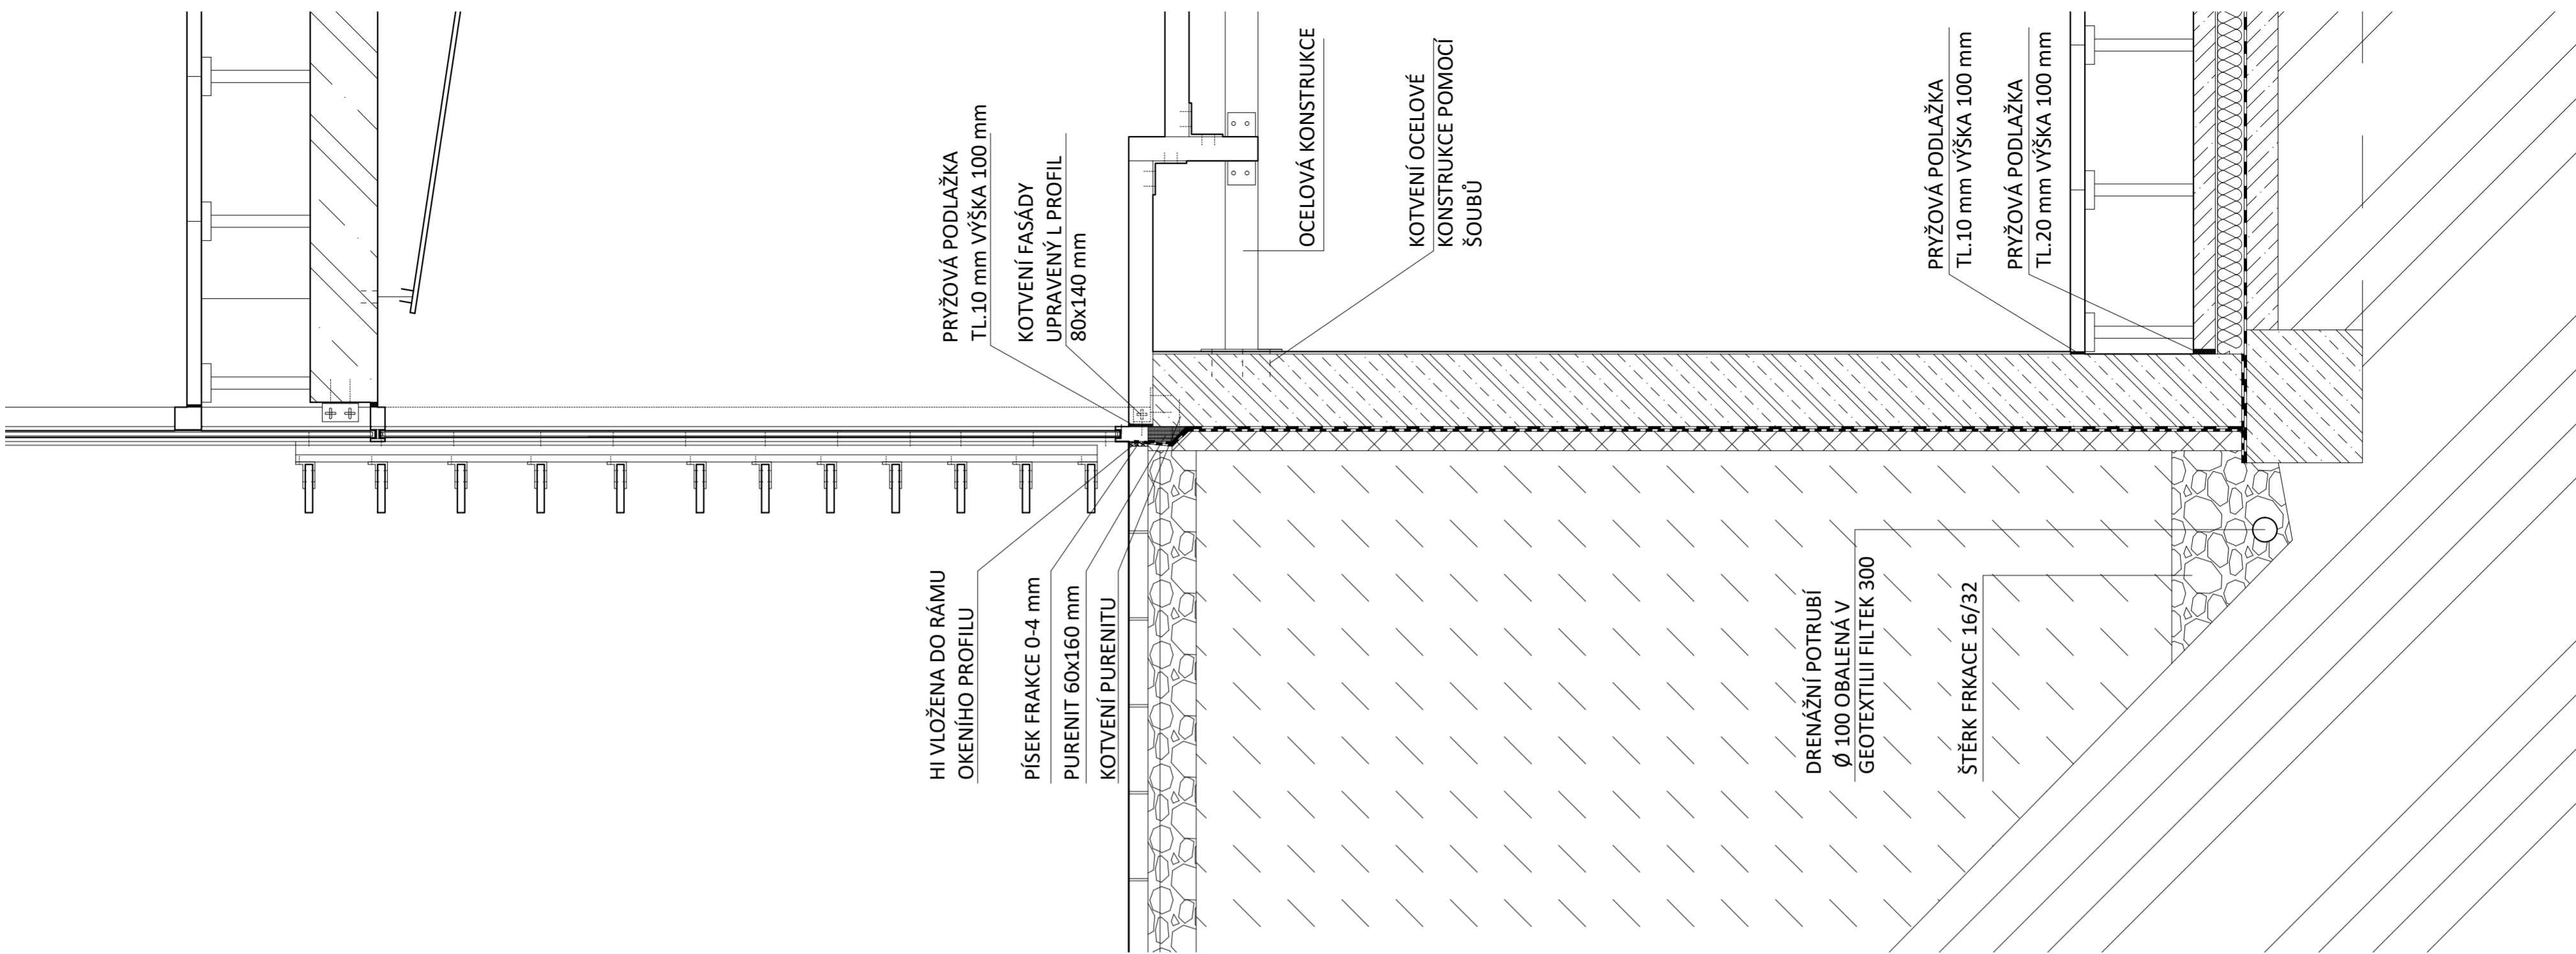 PRYŽOVÁ PODLAŽKA
TL.10 mm VÝŠKA 100 mm
KOTVENÍ FASÁDY
UPRAVENÝ L PROFIL
80x140 mm
OCELOVÁ KONSTRUKCE
KOTVENÍ OCELOVÉ
KONSTRUKCE POMOCÍ
ŠOUBŮ
PRYŽOVÁ PODLAŽKA
TL.10 mm VÝŠKA 100 mm
PRYŽOVÁ PODLAŽKA
TL.20 mm VÝŠKA 100 mm
HI VLOŽENA DO RÁMU
OKENÍHO PROFILU
PÍSEK FRAKCE 0-4 mm
PURENIT 60x160 mm
KOTVENÍ PURENITU
DRENÁŽNÍ POTRUBÍ
Ø 100 OBALENÁ V
GEOTEXTILII FILTEK 300
ŠTĚRK FRKACE 16/32